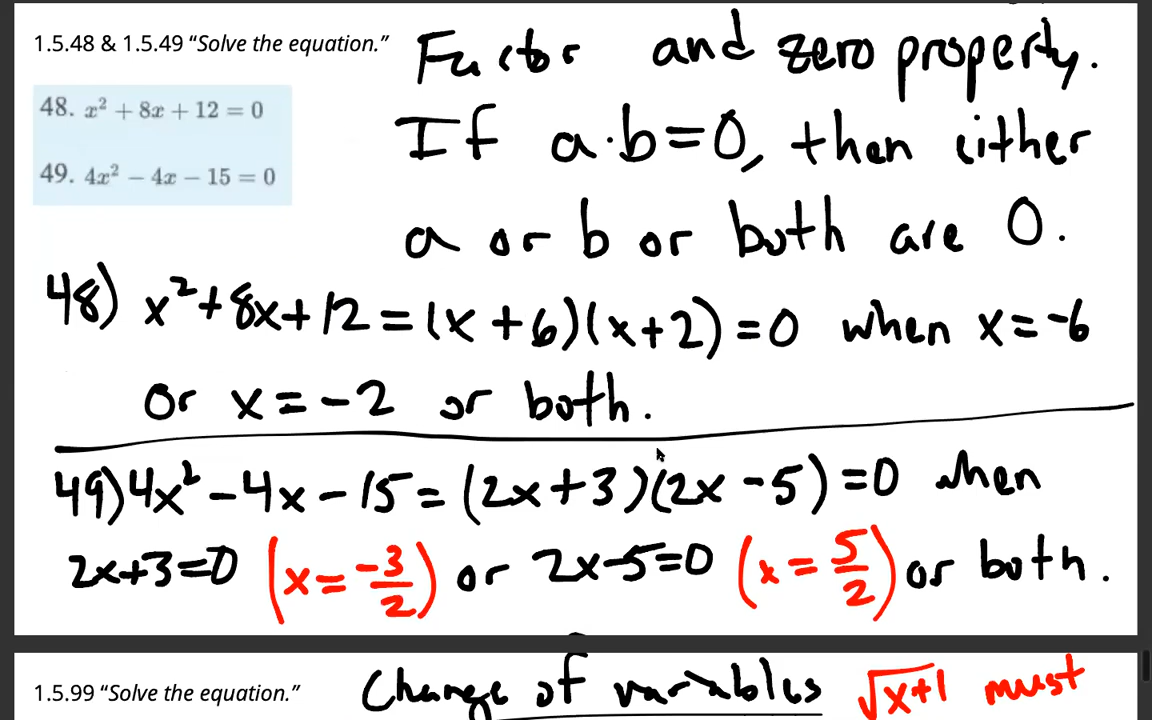 1.5.48 & 1.5.49 “Solve the equation.”
Factor and zero property.
48. x² + 8x + 12 = 0
If a·b=0, then either
49. 4x² − 4x − 15 = 0
a or b or both are 0.
48) x²+8x+12=(x+6)(x+2)=0 when x=-6
or x=-2 or both.
49) 4x²-4x-15=(2x+3)(2x-5)=0 when
2x+3=0 (x=-3/2) or 2x-5=0 (x=5/2) or both.
1.5.99 “Solve the equation.”
Change of variables √x+1 must